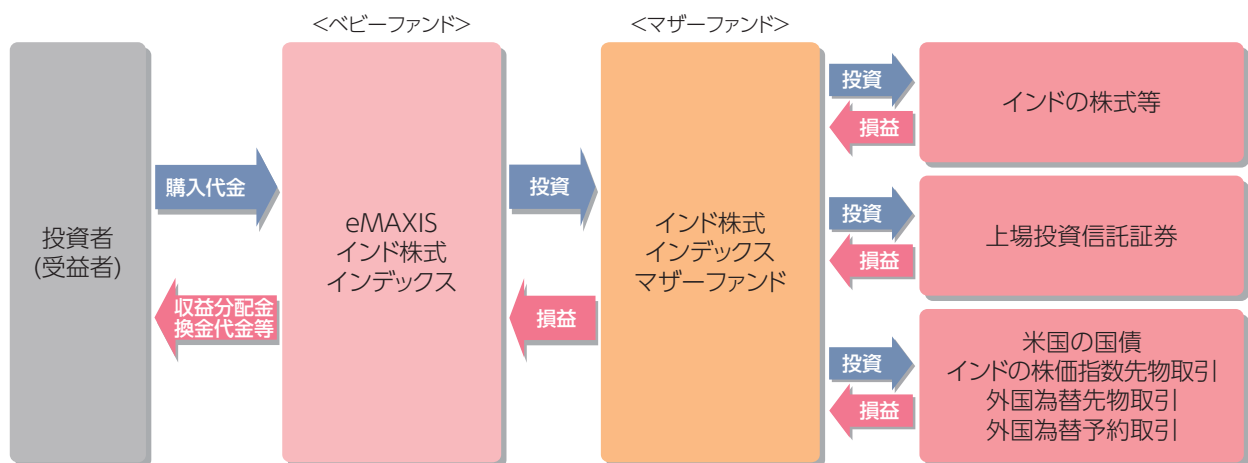 <ベビーファンド>
<マザーファンド>
投資者
(受益者)
購入代金
収益分配金
換金代金等
eMAXIS
インド株式
インデックス
投資
損益
インド株式
インデックス
マザーファンド
投資
損益
インドの株式等
投資
損益
上場投資信託証券
投資
損益
米国の国債
インドの株価指数先物取引
外国為替先物取引
外国為替予約取引